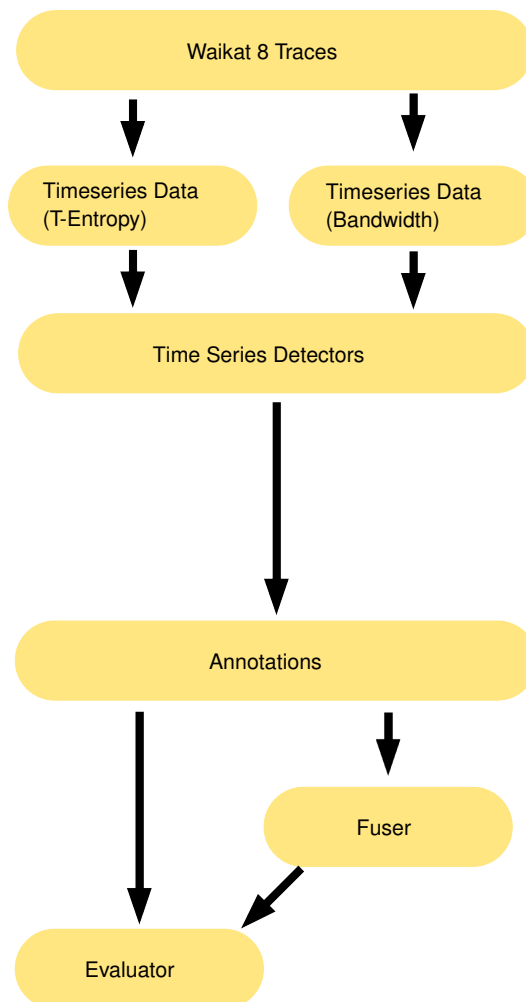 Waikat 8 Traces
Timeseries Data
(T-Entropy)
Timeseries Data
(Bandwidth)
Time Series Detectors
Annotations
Fuser
Evaluator